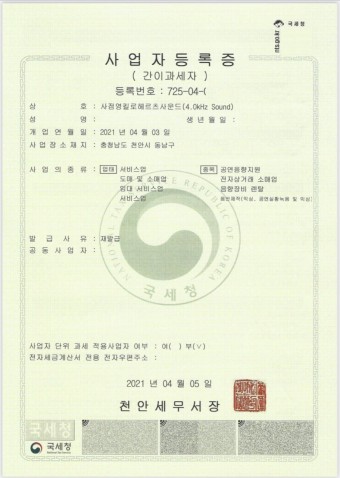 국세청
사업자등록증
( 간이과세자 )
등록번호 : 725-04-(
상 호 : 사점영킬로헤르츠사운드(4.0kHz Sound)
성 명 : 생 년 월 일 :
개 업 연 월 일 : 2021 년 04 월 03 일
사 업 장 소 재 지 : 충청남도 천안시 동남구
사 업 의 종 류 : 업태 서비스업 종목 공연음향지원
도매 및 소매업 전자상거래 소매업
임대 서비스업 음향장비 렌탈
서비스업
NATIONAL TAX SERVICE REPUBLIC OF KOREA
국세청
발 급 사 유 : 재발급
공 동 사 업 자 :
사업자 단위 과세 적용사업자 여부 : 여( ) 부(∨)
전자세금계산서 전용 전자우편주소 :
2021 년 04 월 05 일
천안세무서장
국세청
국세청